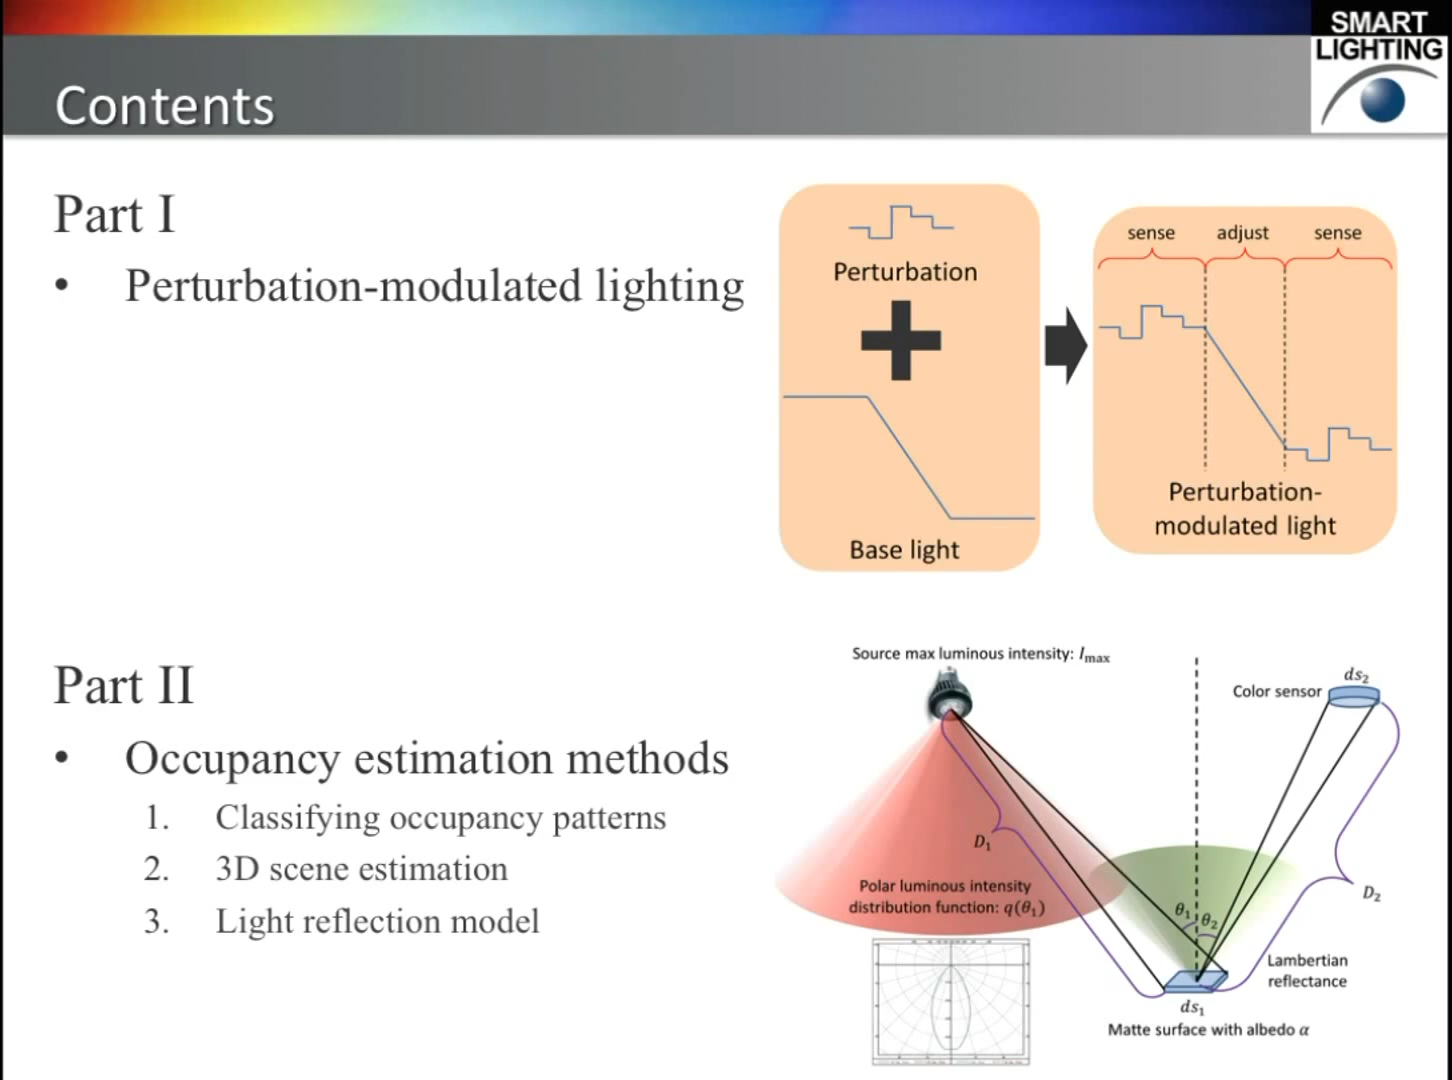 SMART
LIGHTING
Contents
Part I
• Perturbation-modulated lighting
Perturbation
Base light
sense adjust sense
Perturbation-
modulated light
Part II
• Occupancy estimation methods
1. Classifying occupancy patterns
2. 3D scene estimation
3. Light reflection model
Source max luminous intensity: I_max
ds₂
Color sensor
D₁
D₂
Polar luminous intensity
distribution function: q(θ₁)
θ₁ θ₂
Lambertian
reflectance
ds₁
Matte surface with albedo α